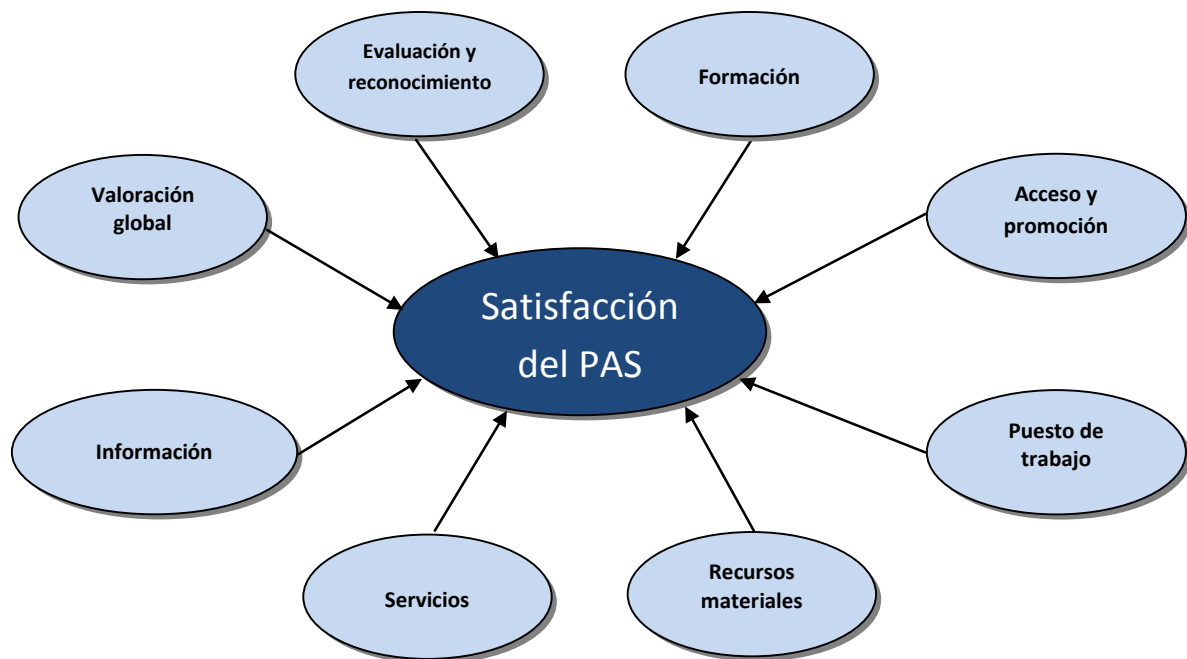 Evaluación y
reconocimiento
Formación
Valoración
global
Acceso y
promoción
Satisfacción
del PAS
Información
Puesto de
trabajo
Servicios
Recursos
materiales